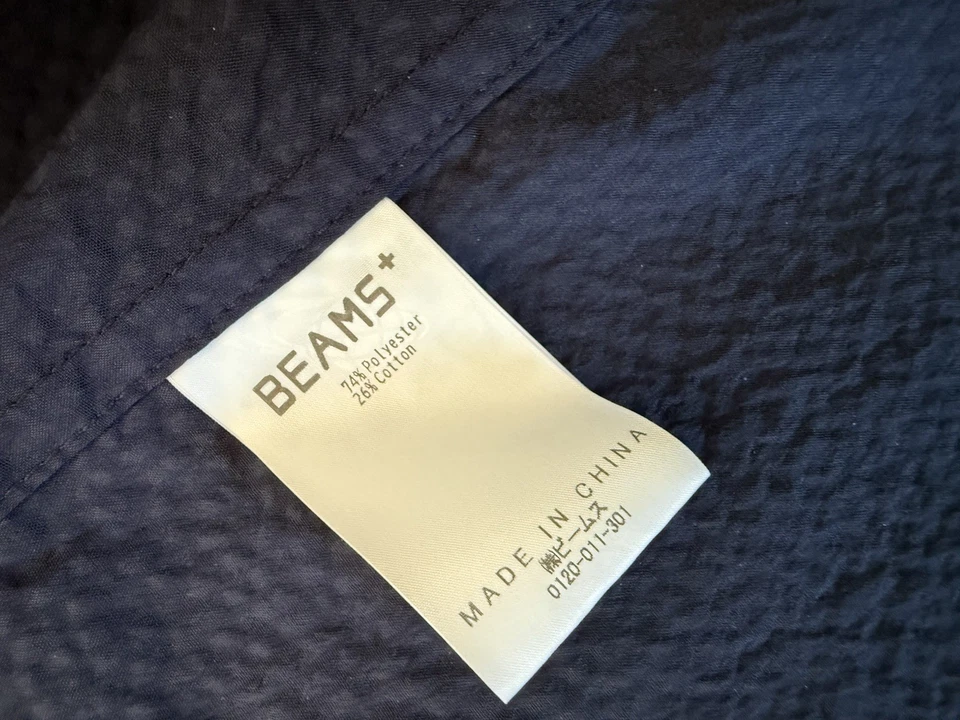 BEAMS+
74% Polyester
26% Cotton
MADE IN CHINA
㈱ビームス
0120-011-301